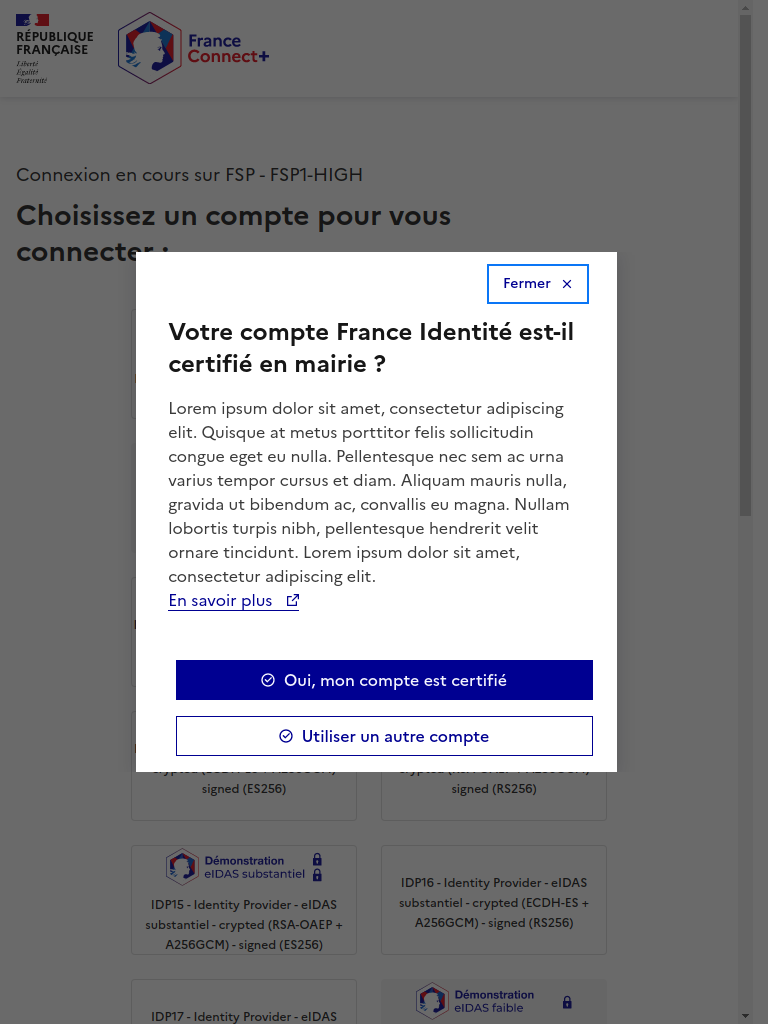 RÉPUBLIQUE
FRANÇAISE
Liberté
Égalité
Fraternité
France
Connect+
Connexion en cours sur FSP - FSP1-HIGH
Choisissez un compte pour vous
connecter :
Fermer
Votre compte France Identité est-il
certifié en mairie ?
Lorem ipsum dolor sit amet, consectetur adipiscing
elit. Quisque at metus porttitor felis sollicitudin
congue eget eu nulla. Pellentesque nec sem ac urna
varius tempor cursus et diam. Aliquam mauris nulla,
gravida ut bibendum ac, convallis eu magna. Nullam
lobortis turpis nibh, pellentesque hendrerit velit
ornare tincidunt. Lorem ipsum dolor sit amet,
consectetur adipiscing elit.
En savoir plus
Oui, mon compte est certifié
Utiliser un autre compte
signed (ES256)
signed (RS256)
Démonstration
eIDAS substantiel
IDP15 - Identity Provider - eIDAS
substantiel - crypted (RSA-OAEP +
A256GCM) - signed (ES256)
IDP16 - Identity Provider - eIDAS
substantiel - crypted (ECDH-ES +
A256GCM) - signed (RS256)
IDP17 - Identity Provider - eIDAS
Démonstration
eIDAS faible